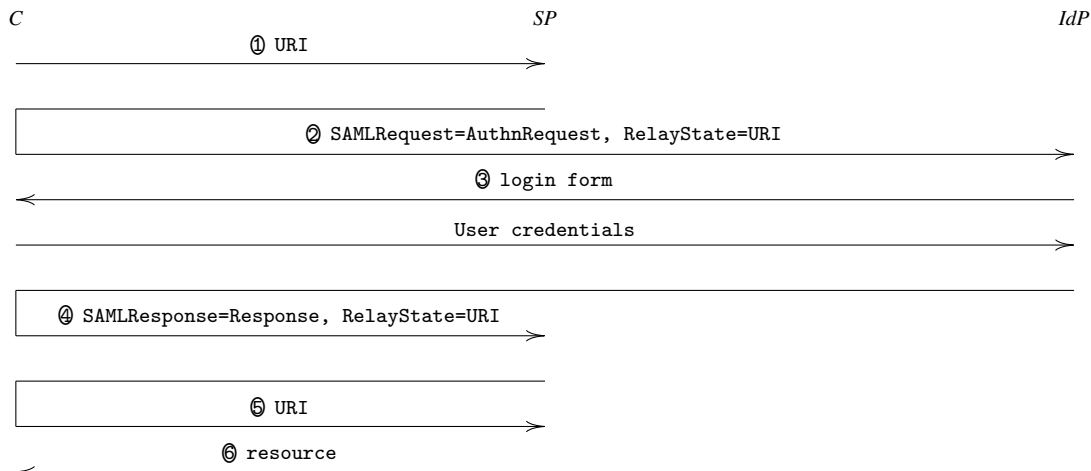 C SP IdP
① URI
② SAMLRequest=AuthnRequest, RelayState=URI
③ login form
User credentials
④ SAMLResponse=Response, RelayState=URI
⑤ URI
⑥ resource